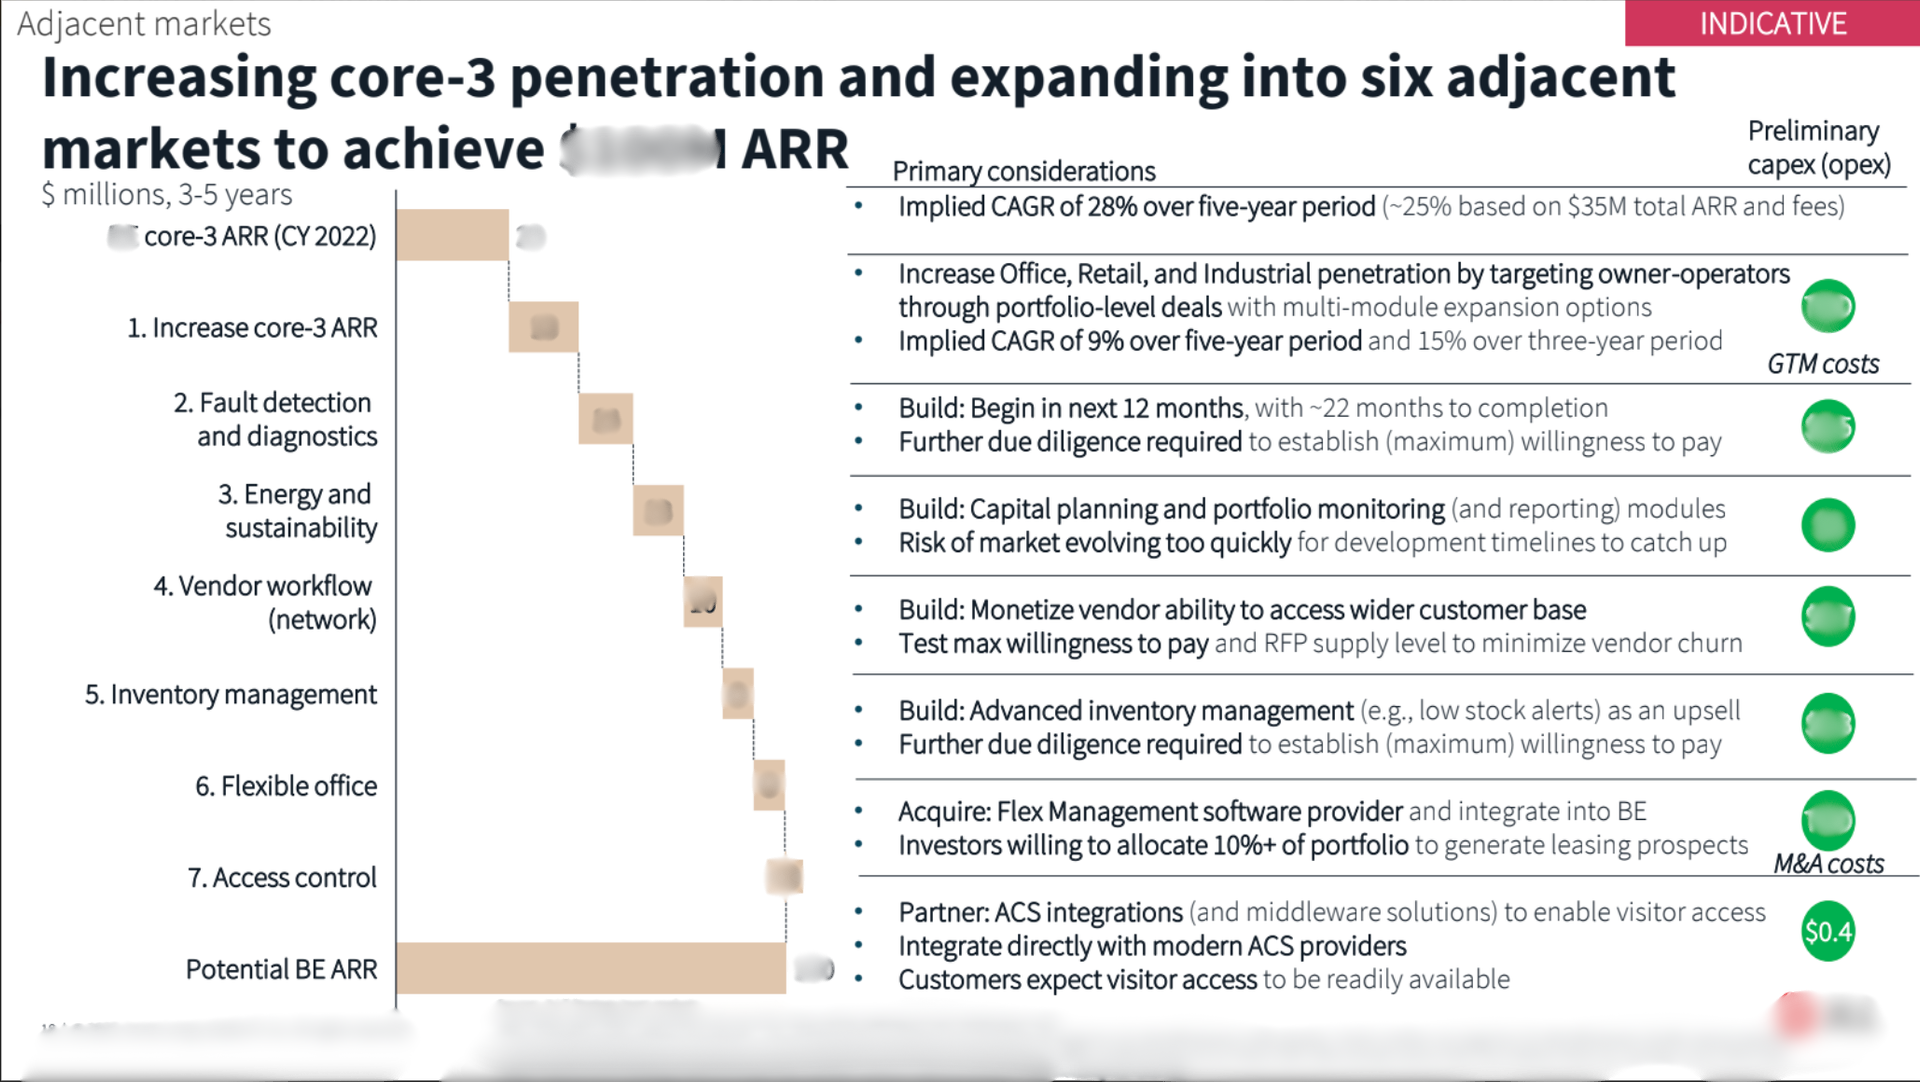 Adjacent markets
INDICATIVE
Increasing core-3 penetration and expanding into six adjacent
markets to achieve ARR
$ millions, 3-5 years
Primary considerations
Preliminary
capex (opex)
core-3 ARR (CY 2022)
• Implied CAGR of 28% over five-year period (~25% based on $35M total ARR and fees)
1. Increase core-3 ARR
• Increase Office, Retail, and Industrial penetration by targeting owner-operators
through portfolio-level deals with multi-module expansion options
• Implied CAGR of 9% over five-year period and 15% over three-year period
GTM costs
2. Fault detection
and diagnostics
• Build: Begin in next 12 months, with ~22 months to completion
• Further due diligence required to establish (maximum) willingness to pay
3. Energy and
sustainability
• Build: Capital planning and portfolio monitoring (and reporting) modules
• Risk of market evolving too quickly for development timelines to catch up
4. Vendor workflow
(network)
• Build: Monetize vendor ability to access wider customer base
• Test max willingness to pay and RFP supply level to minimize vendor churn
5. Inventory management
• Build: Advanced inventory management (e.g., low stock alerts) as an upsell
• Further due diligence required to establish (maximum) willingness to pay
6. Flexible office
• Acquire: Flex Management software provider and integrate into BE
• Investors willing to allocate 10%+ of portfolio to generate leasing prospects
M&A costs
7. Access control
• Partner: ACS integrations (and middleware solutions) to enable visitor access
• Integrate directly with modern ACS providers
• Customers expect visitor access to be readily available
$0.4
Potential BE ARR